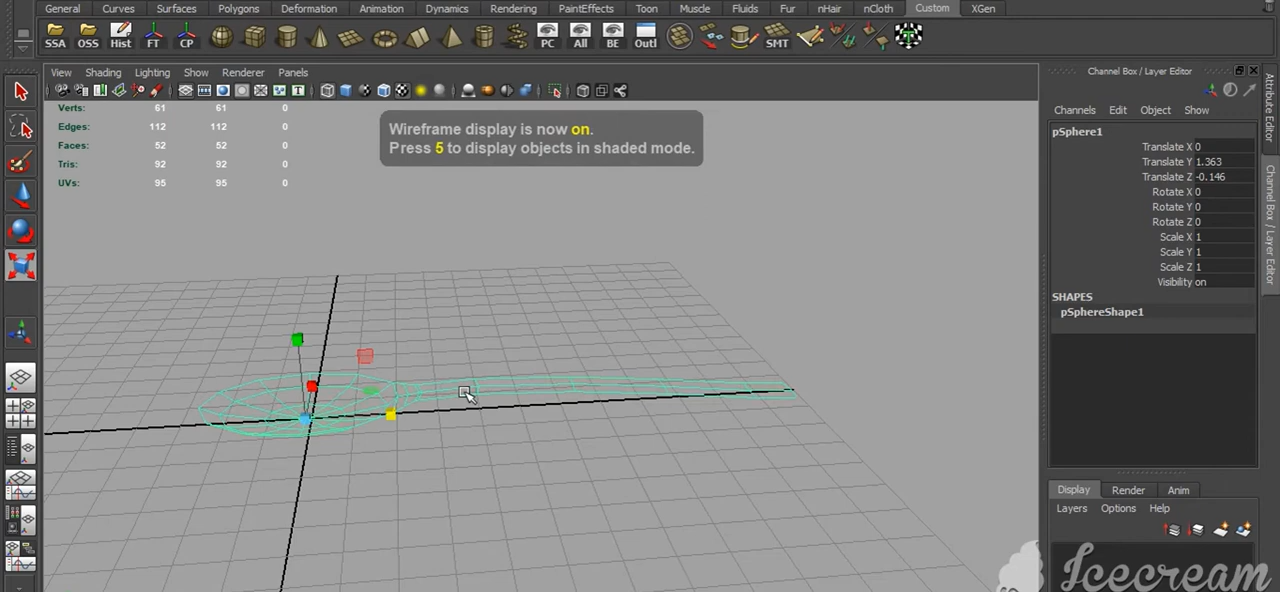 General Curves Surfaces Polygons Deformation Animation Dynamics Rendering PaintEffects Toon Muscle Fluids Fur nHair nCloth Custom XGen
SSA OSS Hist FT CP PC All BE Outl SMT
View Shading Lighting Show Renderer Panels
Verts: 61 61 0
Edges: 112 112 0
Faces: 52 52 0
Tris: 92 92 0
UVs: 95 95 0
Wireframe display is now on.
Press 5 to display objects in shaded mode.
Channel Box / Layer Editor
Channels Edit Object Show
pSphere1
Translate X 0
Translate Y 1.363
Translate Z -0.146
Rotate X 0
Rotate Y 0
Rotate Z 0
Scale X 1
Scale Y 1
Scale Z 1
Visibility on
SHAPES
pSphereShape1
Display Render Anim
Layers Options Help
Attribute Editor
Channel Box / Layer Editor
Icecream